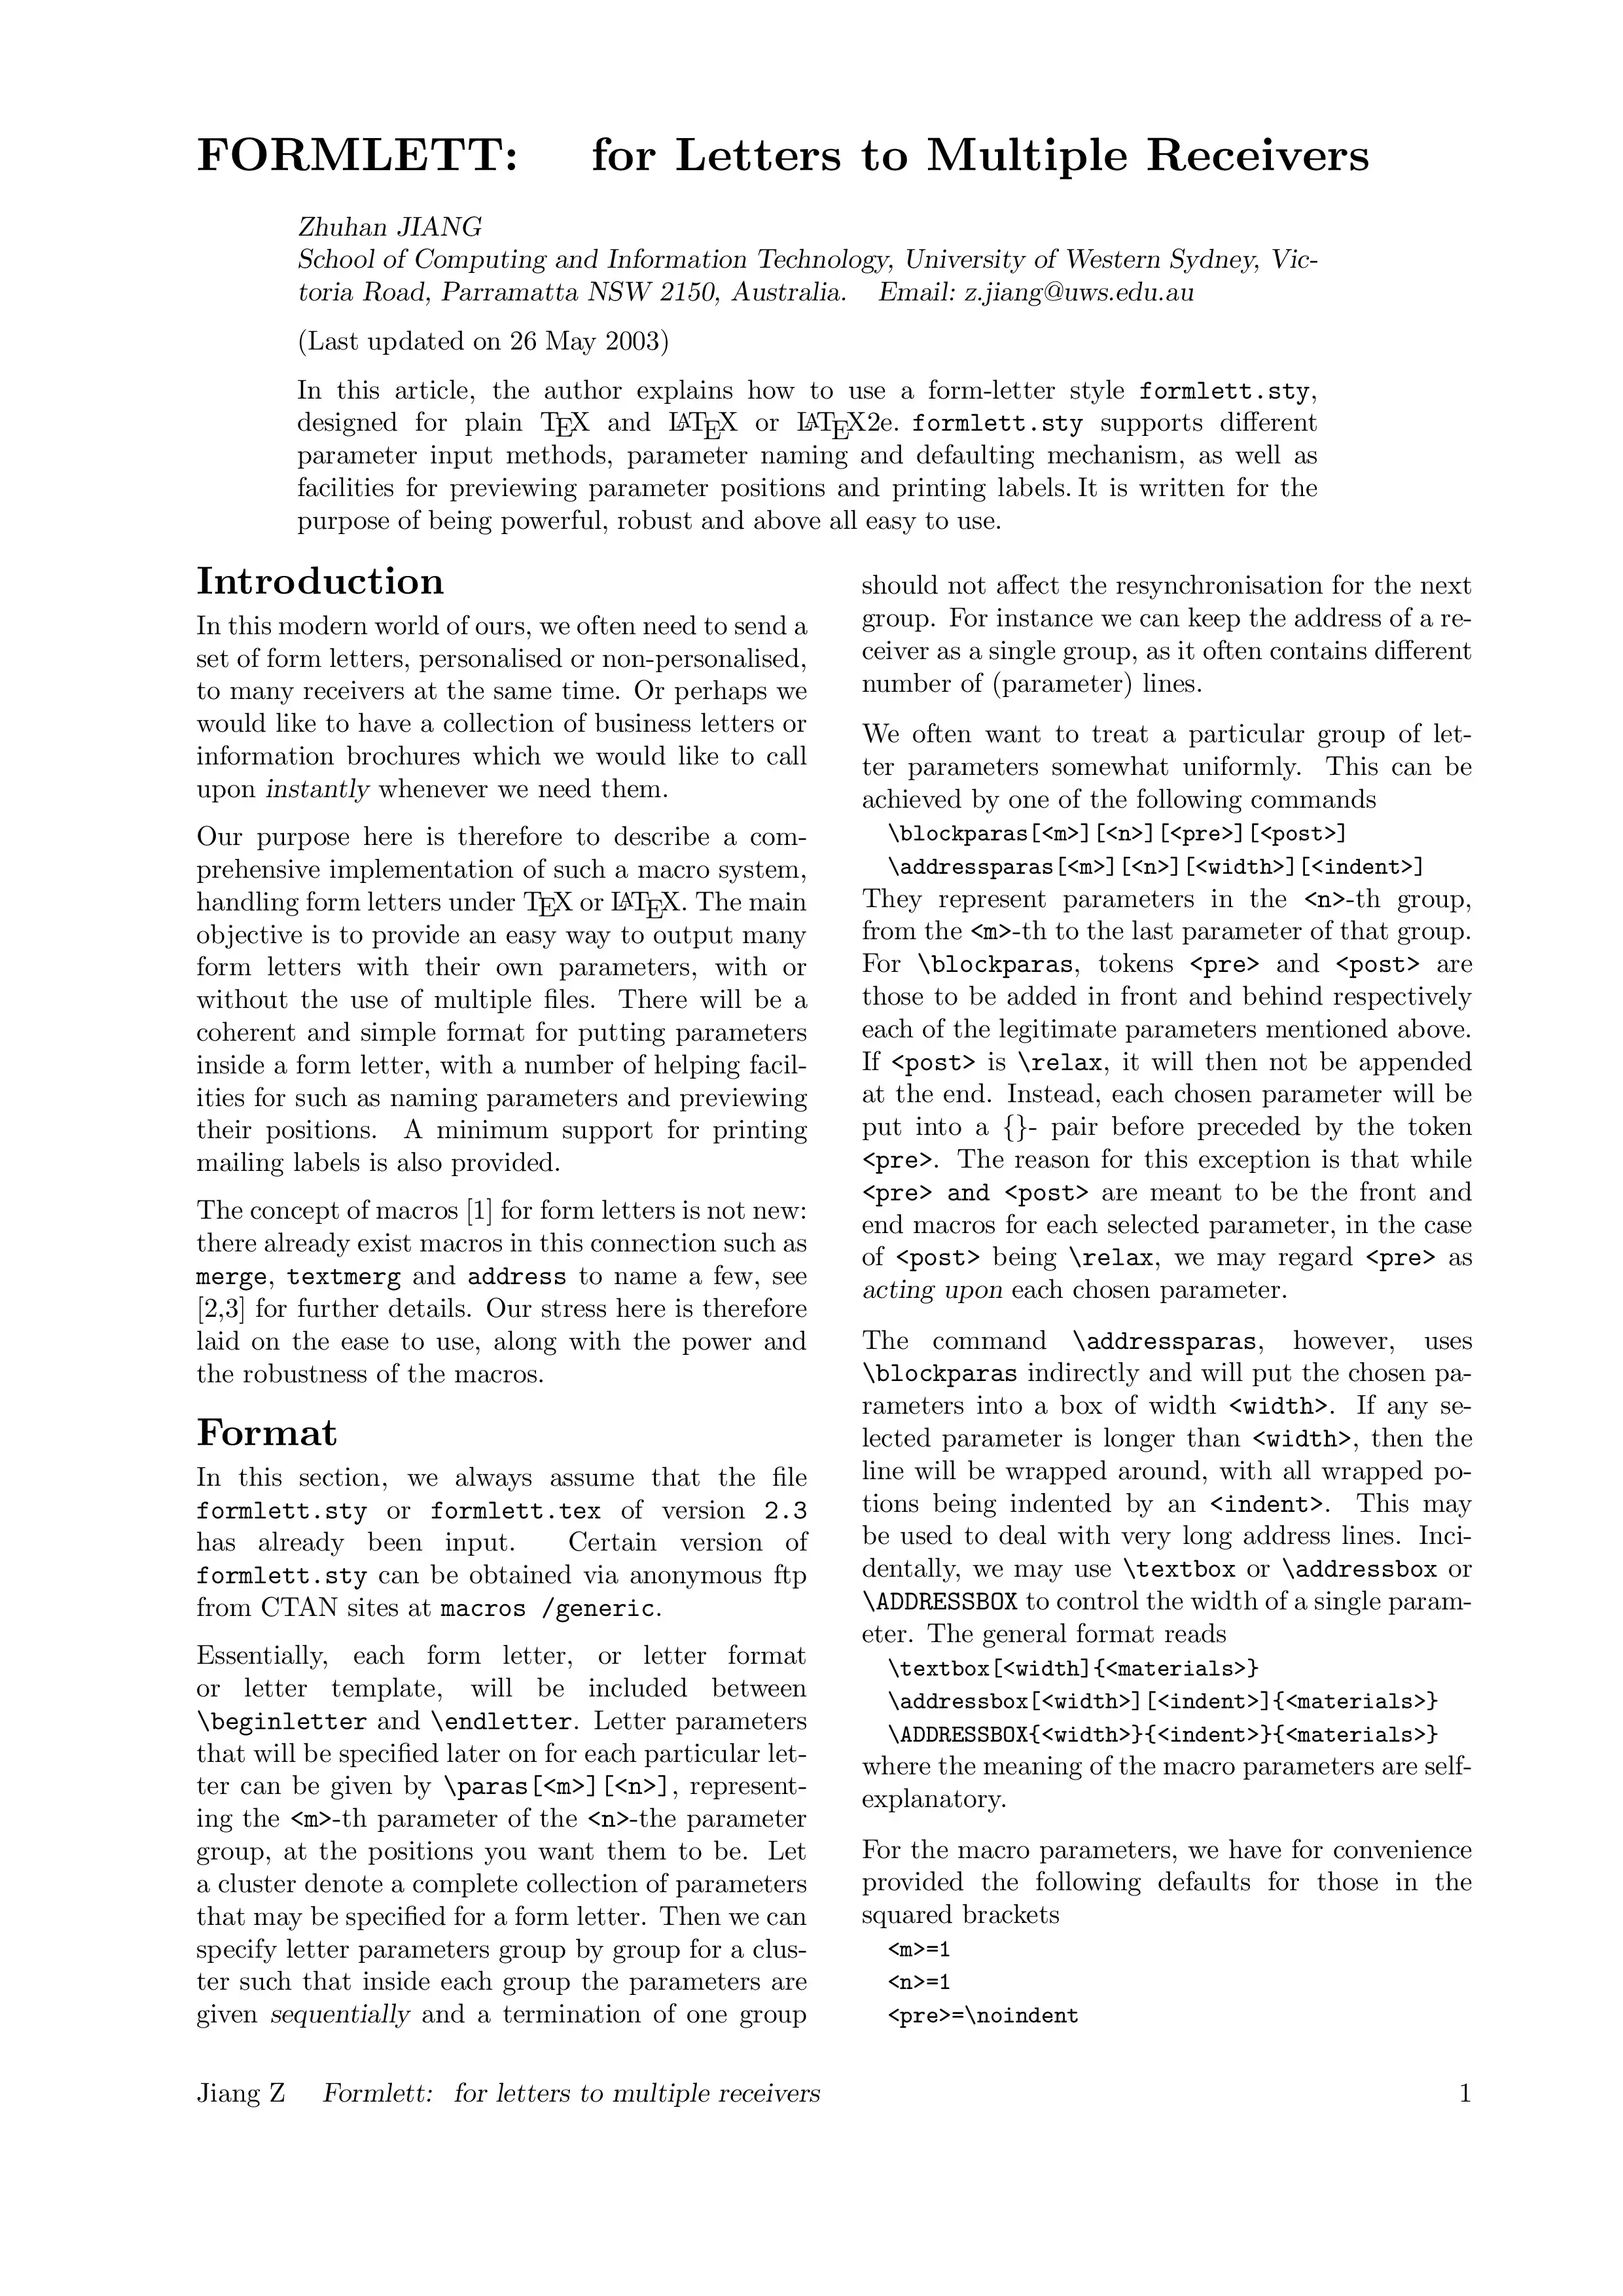 FORMLETT: for Letters to Multiple Receivers
Zhuhan JIANG
School of Computing and Information Technology, University of Western Sydney, Vic-
toria Road, Parramatta NSW 2150, Australia. Email: z.jiang@uws.edu.au
(Last updated on 26 May 2003)
In this article, the author explains how to use a form-letter style formlett.sty,
designed for plain TEX and LATEX or LATEX2e. formlett.sty supports different
parameter input methods, parameter naming and defaulting mechanism, as well as
facilities for previewing parameter positions and printing labels. It is written for the
purpose of being powerful, robust and above all easy to use.
Introduction
In this modern world of ours, we often need to send a
set of form letters, personalised or non-personalised,
to many receivers at the same time. Or perhaps we
would like to have a collection of business letters or
information brochures which we would like to call
upon instantly whenever we need them.
Our purpose here is therefore to describe a com-
prehensive implementation of such a macro system,
handling form letters under TEX or LATEX. The main
objective is to provide an easy way to output many
form letters with their own parameters, with or
without the use of multiple files. There will be a
coherent and simple format for putting parameters
inside a form letter, with a number of helping facil-
ities for such as naming parameters and previewing
their positions. A minimum support for printing
mailing labels is also provided.
The concept of macros [1] for form letters is not new:
there already exist macros in this connection such as
merge, textmerg and address to name a few, see
[2,3] for further details. Our stress here is therefore
laid on the ease to use, along with the power and
the robustness of the macros.
Format
In this section, we always assume that the file
formlett.sty or formlett.tex of version 2.3
has already been input. Certain version of
formlett.sty can be obtained via anonymous ftp
from CTAN sites at macros /generic.
Essentially, each form letter, or letter format
or letter template, will be included between
\beginletter and \endletter. Letter parameters
that will be specified later on for each particular let-
ter can be given by \paras[<m>][<n>], represent-
ing the <m>-th parameter of the <n>-the parameter
group, at the positions you want them to be. Let
a cluster denote a complete collection of parameters
that may be specified for a form letter. Then we can
specify letter parameters group by group for a clus-
ter such that inside each group the parameters are
given sequentially and a termination of one group
should not affect the resynchronisation for the next
group. For instance we can keep the address of a re-
ceiver as a single group, as it often contains different
number of (parameter) lines.
We often want to treat a particular group of let-
ter parameters somewhat uniformly. This can be
achieved by one of the following commands
\blockparas[<m>][<n>][<pre>][<post>]
\addressparas[<m>][<n>][<width>][<indent>]
They represent parameters in the <n>-th group,
from the <m>-th to the last parameter of that group.
For \blockparas, tokens <pre> and <post> are
those to be added in front and behind respectively
each of the legitimate parameters mentioned above.
If <post> is \relax, it will then not be appended
at the end. Instead, each chosen parameter will be
put into a {}- pair before preceded by the token
<pre>. The reason for this exception is that while
<pre> and <post> are meant to be the front and
end macros for each selected parameter, in the case
of <post> being \relax, we may regard <pre> as
acting upon each chosen parameter.
The command \addressparas, however, uses
\blockparas indirectly and will put the chosen pa-
rameters into a box of width <width>. If any se-
lected parameter is longer than <width>, then the
line will be wrapped around, with all wrapped po-
tions being indented by an <indent>. This may
be used to deal with very long address lines. Inci-
dentally, we may use \textbox or \addressbox or
\ADDRESSBOX to control the width of a single param-
eter. The general format reads
\textbox[<width]{<materials>}
\addressbox[<width>][<indent>]{<materials>}
\ADDRESSBOX{<width>}{<indent>}{<materials>}
where the meaning of the macro parameters are self-
explanatory.
For the macro parameters, we have for convenience
provided the following defaults for those in the
squared brackets
<m>=1
<n>=1
<pre>=\noindent
Jiang Z Formlett: for letters to multiple receivers 1